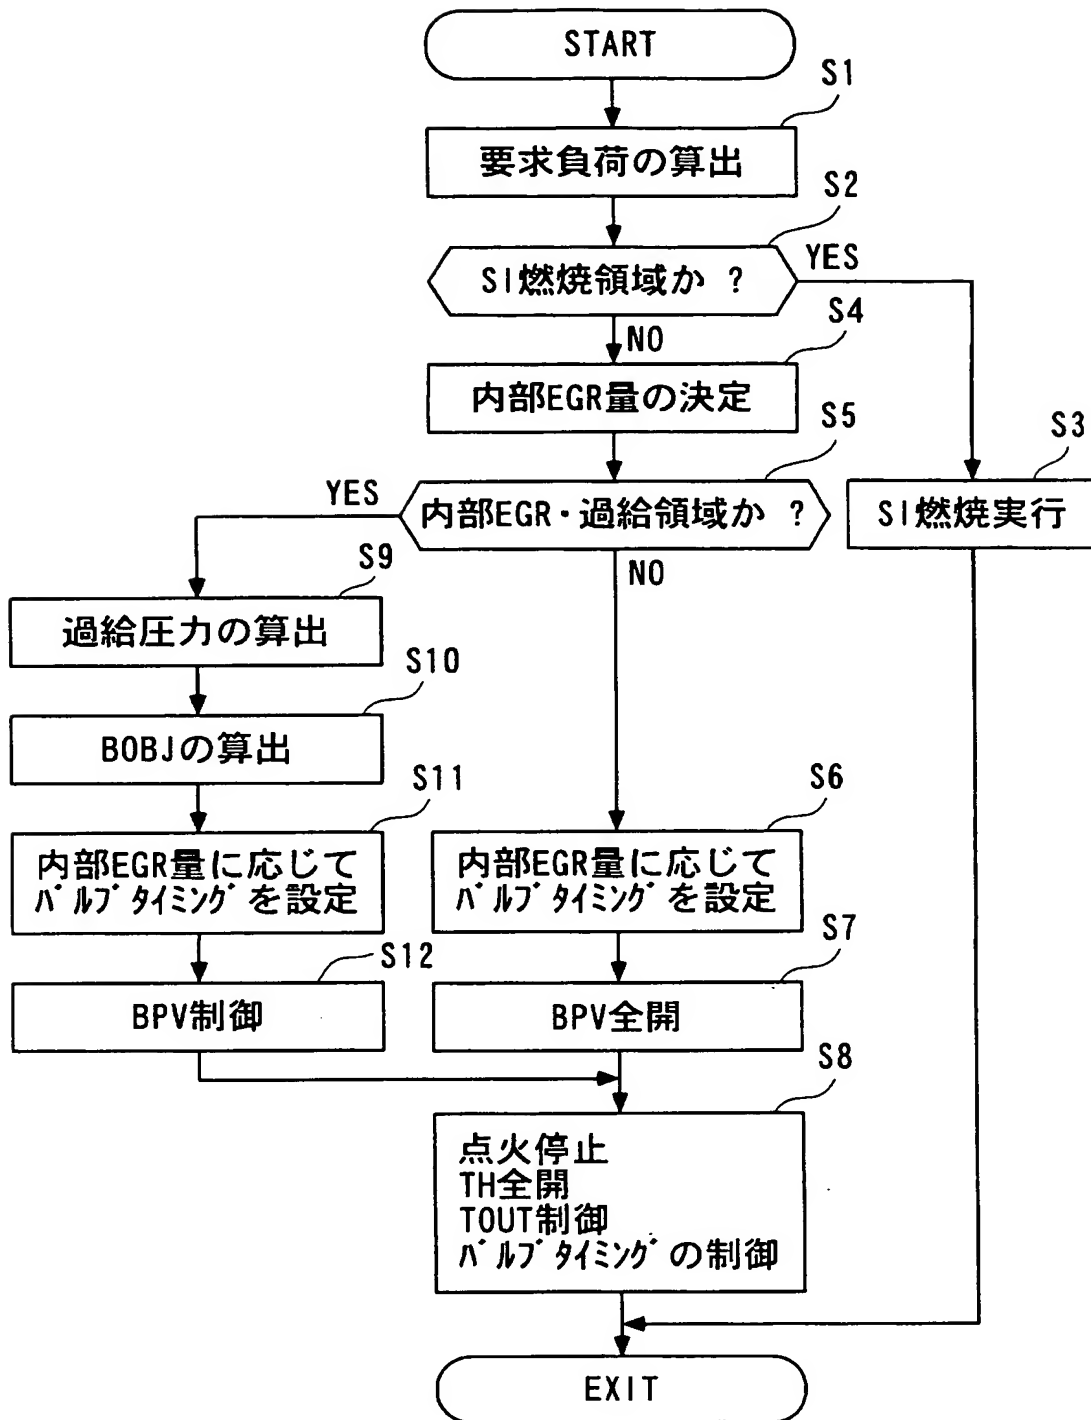 START
S1
要求負荷の算出
S2
SI燃焼領域か ?
YES
NO
S4
内部EGR量の決定
S5
S3
YES
内部EGR・過給領域か ?
SI燃焼実行
NO
S9
過給圧力の算出
S10
BOBJの算出
S11
S6
内部EGR量に応じて
ﾊﾞﾙﾌﾞﾀｲﾐﾝｸﾞを設定
内部EGR量に応じて
ﾊﾞﾙﾌﾞﾀｲﾐﾝｸﾞを設定
S12
S7
BPV制御
BPV全開
S8
点火停止
TH全開
TOUT制御
ﾊﾞﾙﾌﾞﾀｲﾐﾝｸﾞの制御
EXIT